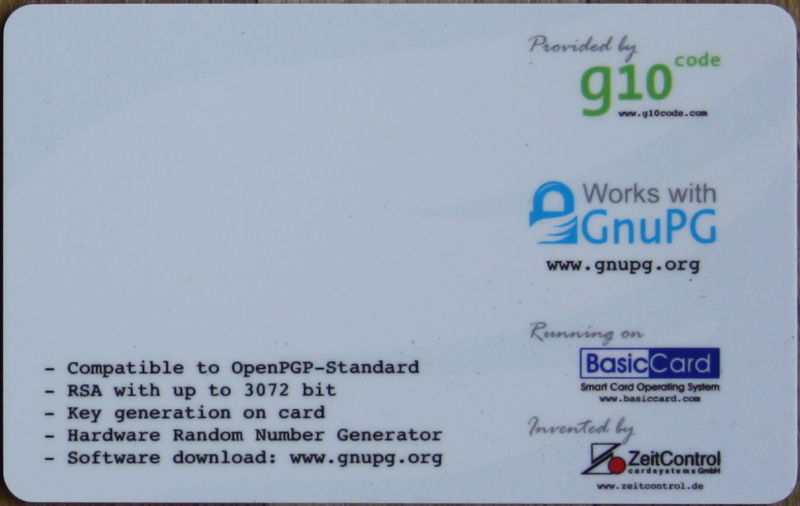 Provided by
g10 code
www.g10code.com
Works with
GnuPG
www.gnupg.org
Running on
BasicCard
Smart Card Operating System
www.basiccard.com
Invented by
ZeitControl
cardsystems GmbH
www.zeitcontrol.de
- Compatible to OpenPGP-Standard
- RSA with up to 3072 bit
- Key generation on card
- Hardware Random Number Generator
- Software download: www.gnupg.org